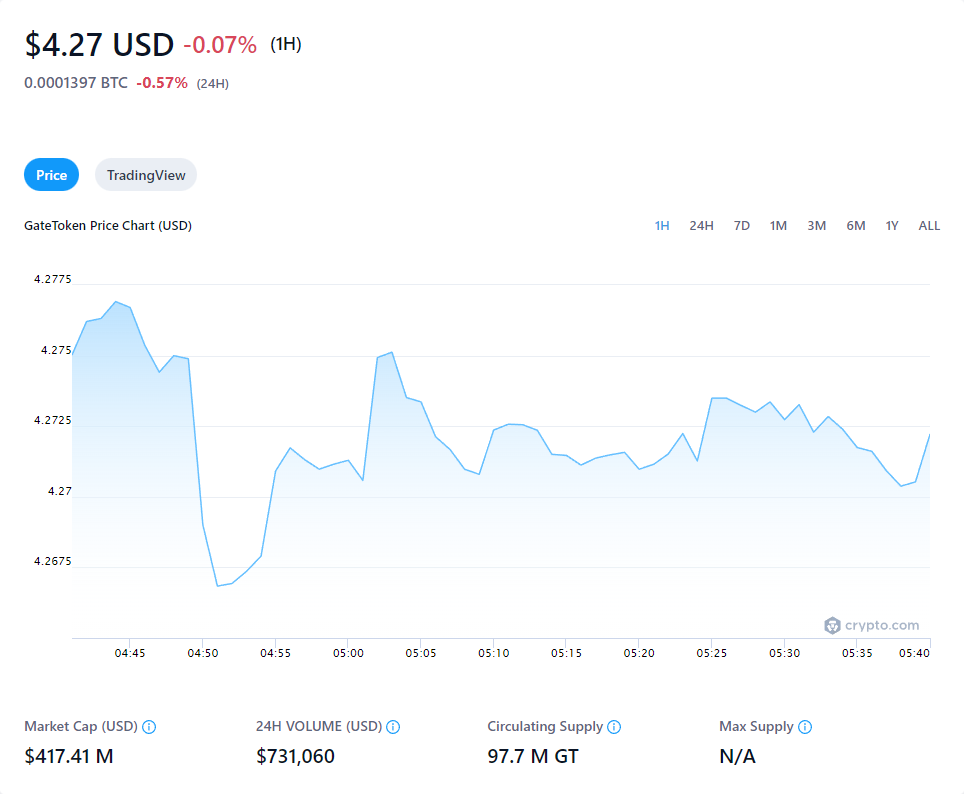 $4.27 USD -0.07% (1H)
0.0001397 BTC -0.57% (24H)
Price TradingView
GateToken Price Chart (USD) 1H 24H 7D 1M 3M 6M 1Y ALL
4.2775
4.275
4.2725
4.27
4.2675
crypto.com
04:45 04:50 04:55 05:00 05:05 05:10 05:15 05:20 05:25 05:30 05:35 05:40
Market Cap (USD) 24H VOLUME (USD) Circulating Supply Max Supply
$417.41 M $731,060 97.7 M GT N/A